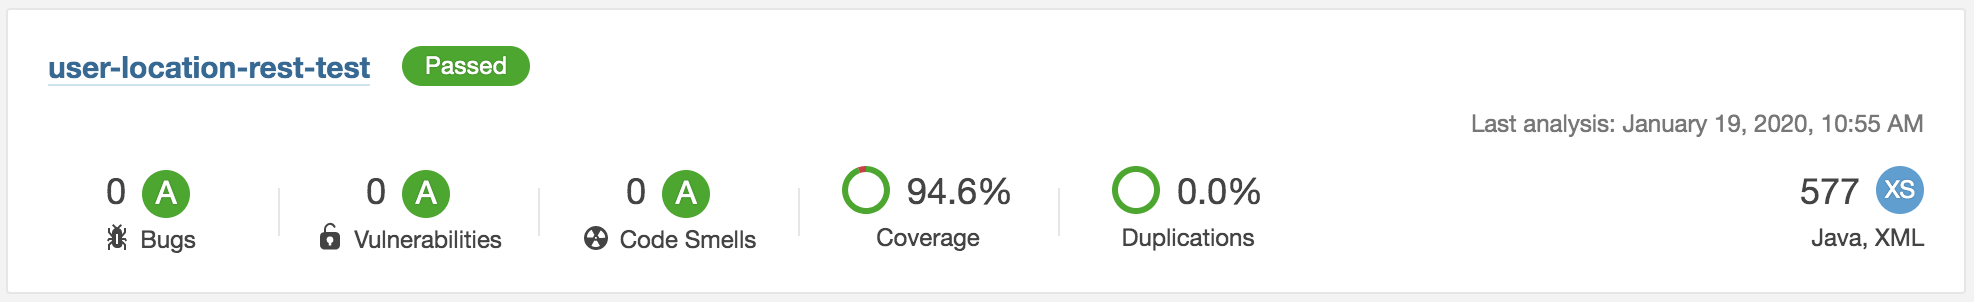 user-location-rest-test Passed
Last analysis: January 19, 2020, 10:55 AM
0 A 0 A 0 A 94.6% 0.0% 577 XS
Bugs Vulnerabilities Code Smells Coverage Duplications Java, XML